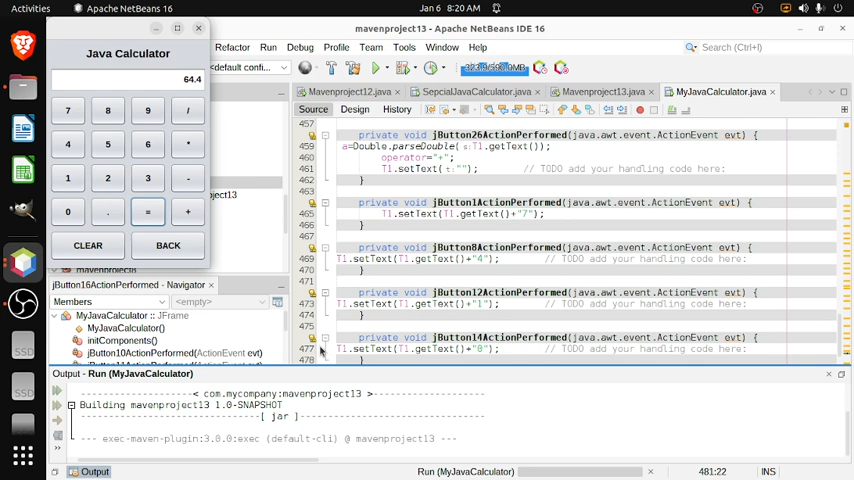 Activities
Apache NetBeans
Jan 6 8:20 AM
mavenproject13 - Apache NetBeans IDE 16
Refactor Run Debug Profile Team Tools Window Help
Search (Ctrl+I)
<default confi...
Mavenproject12.java × SepcialJavaCalculator.java × Mavenproject13.java × MyJavaCalculator.java ×
Source Design History
Java Calculator
64.4
7 8 9 /
4 5 6 *
1 2 3 -
0 . = +
CLEAR BACK
457
private void jButton26ActionPerformed(java.awt.event.ActionEvent evt) {
459 a=Double.parseDouble(T1.getText());
460 operator="+";
461 T1.setText(t:""); // TODO add your handling code here:
462 }
463
private void jButton1ActionPerformed(java.awt.event.ActionEvent evt) {
465 T1.setText(T1.getText()+"7");
466 }
467
private void jButton8ActionPerformed(java.awt.event.ActionEvent evt) {
469 T1.setText(T1.getText()+"4"); // TODO add your handling code here:
470 }
471
private void jButton12ActionPerformed(java.awt.event.ActionEvent evt) {
473 T1.setText(T1.getText()+"1"); // TODO add your handling code here:
474 }
475
private void jButton14ActionPerformed(java.awt.event.ActionEvent evt) {
477 T1.setText(T1.getText()+"0"); // TODO add your handling code here:
478 }
ject13
jButton16ActionPerformed - Navigator ×
Members <empty>
MyJavaCalculator :: JFrame
MyJavaCalculator()
initComponents()
jButton10ActionPerformed(ActionEvent evt)
Output - Run (MyJavaCalculator)
--------------------< com.mycompany:mavenproject13 >--------------------
Building mavenproject13 1.0-SNAPSHOT
--------------------------------[ jar ]---------------------------------
--- exec-maven-plugin:3.0.0:exec (default-cli) @ mavenproject13 ---
SSD
SSD
Output
Run (MyJavaCalculator)
481:22
INS